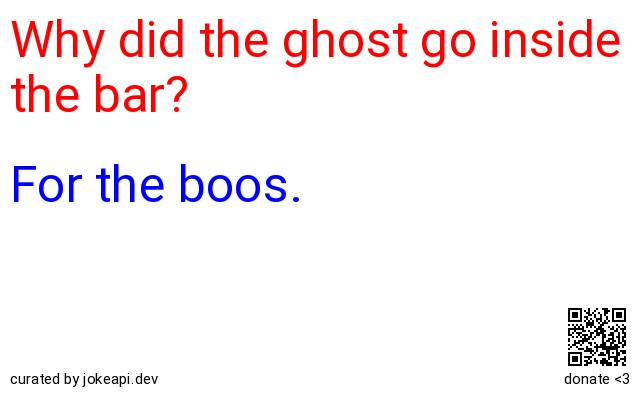 Why did the ghost go inside
the bar?
For the boos.
curated by jokeapi.dev
donate <3